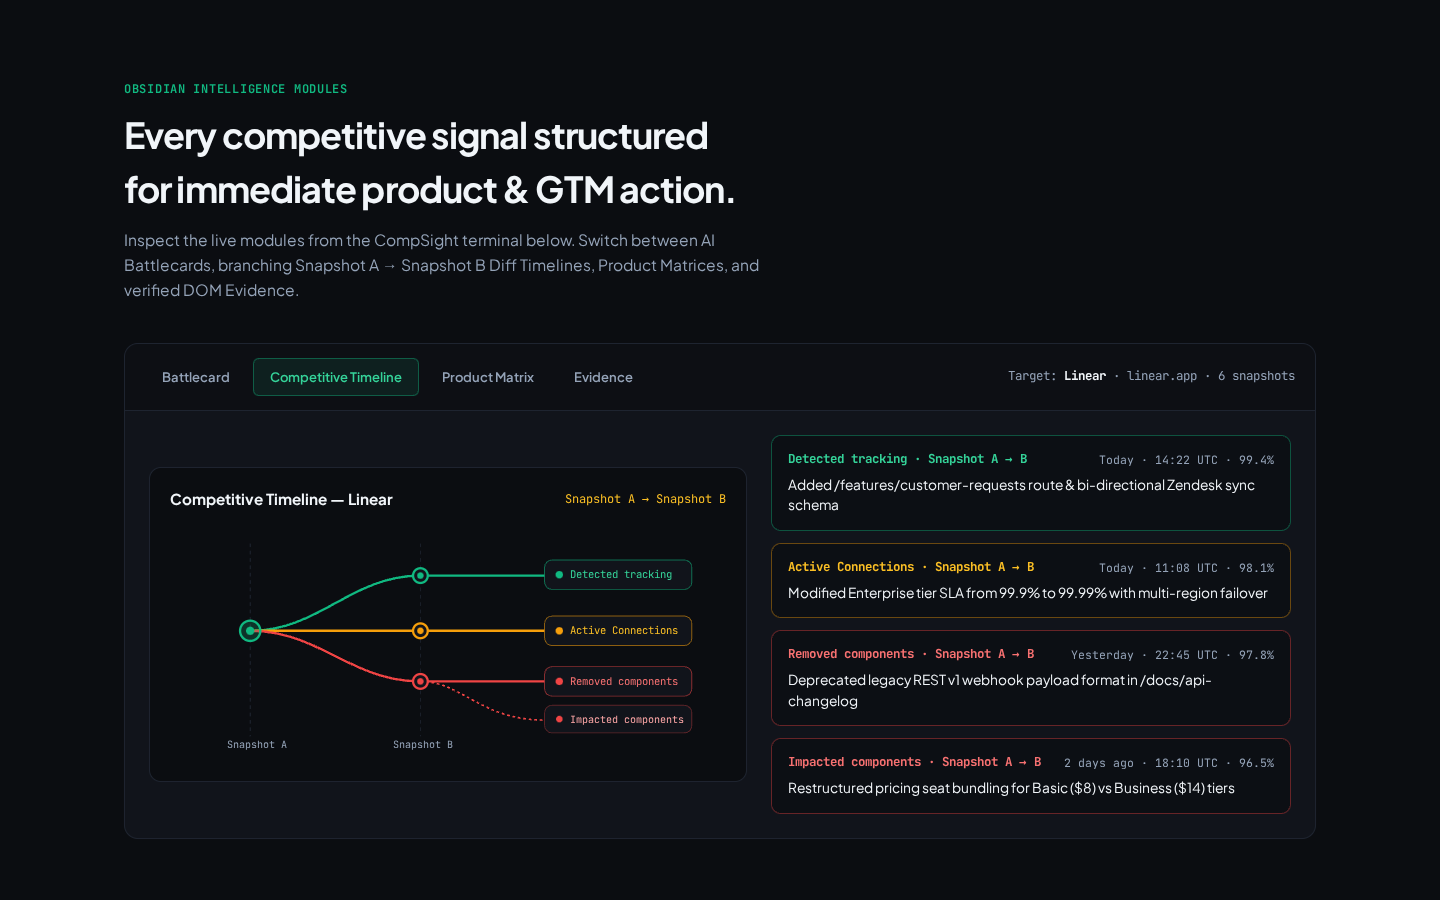 OBSIDIAN INTELLIGENCE MODULES
Every competitive signal structured
for immediate product & GTM action.
Inspect the live modules from the CompSight terminal below. Switch between AI
Battlecards, branching Snapshot A → Snapshot B Diff Timelines, Product Matrices, and
verified DOM Evidence.
Battlecard
Competitive Timeline
Product Matrix
Evidence
Target: Linear · linear.app · 6 snapshots
Competitive Timeline — Linear
Snapshot A → Snapshot B
Detected tracking
Active Connections
Removed components
Impacted components
Snapshot A
Snapshot B
Detected tracking · Snapshot A → B
Today · 14:22 UTC · 99.4%
Added /features/customer-requests route & bi-directional Zendesk sync
schema
Active Connections · Snapshot A → B
Today · 11:08 UTC · 98.1%
Modified Enterprise tier SLA from 99.9% to 99.99% with multi-region failover
Removed components · Snapshot A → B
Yesterday · 22:45 UTC · 97.8%
Deprecated legacy REST v1 webhook payload format in /docs/api-
changelog
Impacted components · Snapshot A → B
2 days ago · 18:10 UTC · 96.5%
Restructured pricing seat bundling for Basic ($8) vs Business ($14) tiers